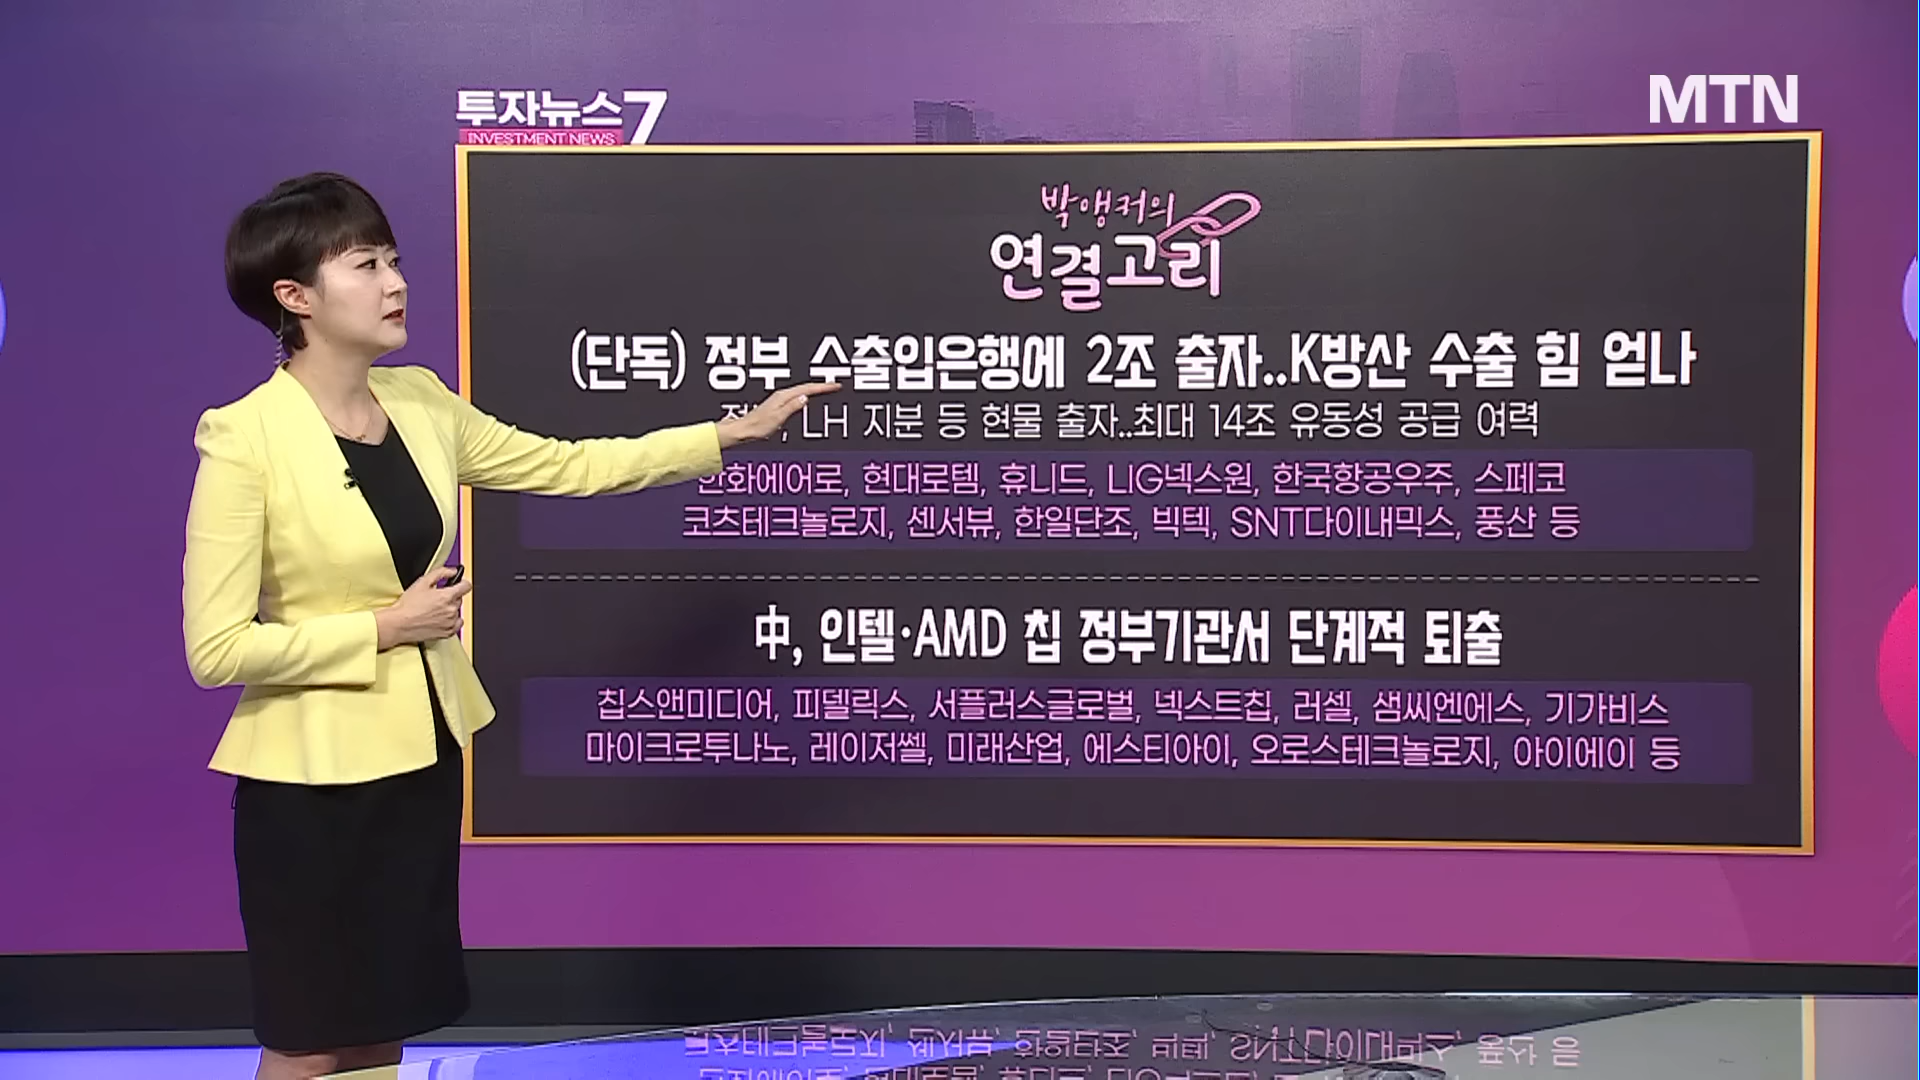 MTN
투자뉴스7
INVESTMENT NEWS
박앵커의
연결고리
(단독) 정부 수출입은행에 2조 출자..K방산 수출 힘 얻나
LH 지분 등 현물 출자..최대 14조 유동성 공급 여력
한화에어로, 현대로템, 휴니드, LIG넥스원, 한국항공우주, 스페코
코츠테크놀로지, 센서뷰, 한일단조, 빅텍, SNT다이내믹스, 풍산 등
中, 인텔·AMD 칩 정부기관서 단계적 퇴출
칩스앤미디어, 피델릭스, 서플러스글로벌, 넥스트칩, 러셀, 샘씨엔에스, 기가비스
마이크로투나노, 레이저쎌, 미래산업, 에스티아이, 오로스테크놀로지, 아이에이 등